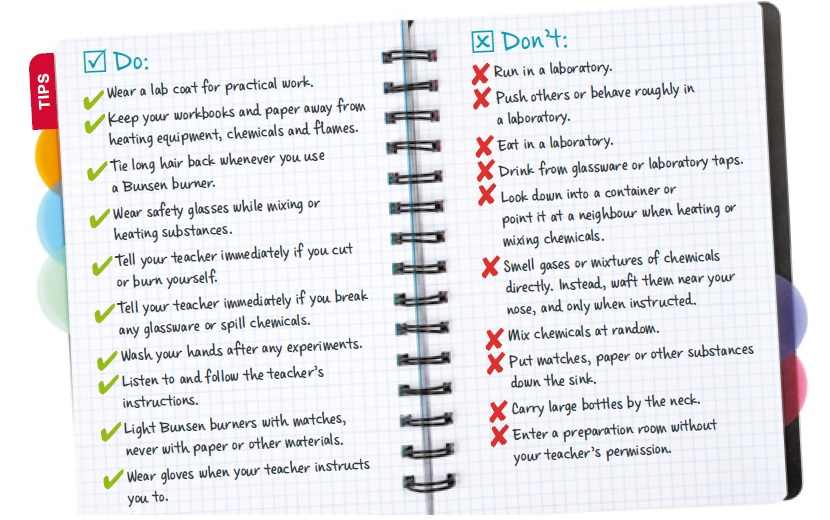 TIPS
Do:
Wear a lab coat for practical work.
Keep your workbooks and paper away from
heating equipment, chemicals and flames.
Tie long hair back whenever you use
a Bunsen burner.
Wear safety glasses while mixing or
heating substances.
Tell your teacher immediately if you cut
or burn yourself.
Tell your teacher immediately if you break
any glassware or spill chemicals.
Wash your hands after any experiments.
Listen to and follow the teacher's
instructions.
Light Bunsen burners with matches,
never with paper or other materials.
Wear gloves when your teacher instructs
you to.
Don't:
Run in a laboratory.
Push others or behave roughly in
a laboratory.
Eat in a laboratory.
Drink from glassware or laboratory taps.
Look down into a container or
point it at a neighbour when heating or
mixing chemicals.
Smell gases or mixtures of chemicals
directly. Instead, waft them near your
nose, and only when instructed.
Mix chemicals at random.
Put matches, paper or other substances
down the sink.
Carry large bottles by the neck.
Enter a preparation room without
your teacher's permission.